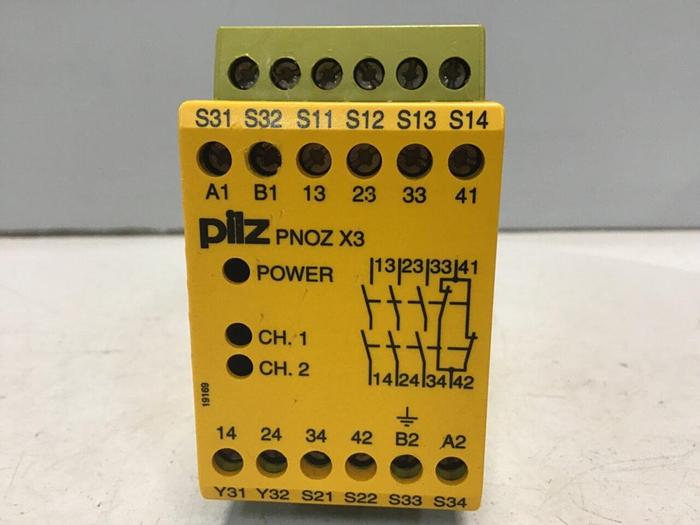 S31 S32 S11 S12 S13 S14
A1 B1 13 23 33 41
pilz PNOZ X3
POWER
13 23 33 41
CH. 1
CH. 2
14 24 34 42
19169
14 24 34 42 B2 A2
Y31 Y32 S21 S22 S33 S34